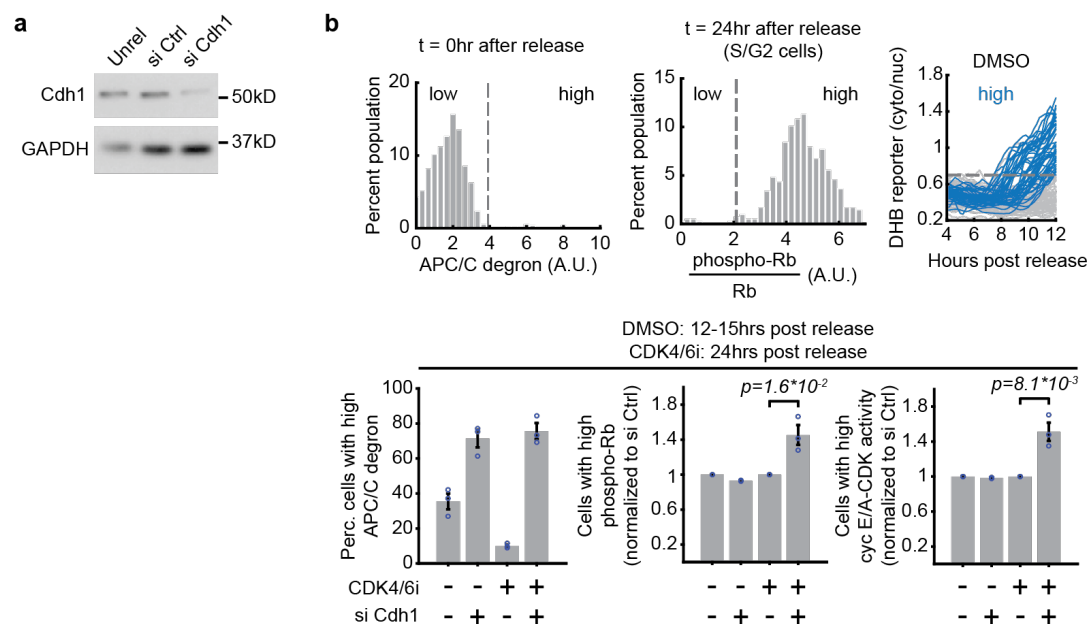 a
Unrel
si Ctrl
si Cdh1
Cdh1
50kD
GAPDH
37kD
b
t = 0hr after release
20
10
0
low
high
Percent population
0 2 4 6 8 10
APC/C degron (A.U.)
t = 24hr after release
(S/G2 cells)
15
10
5
0
low
high
Percent population
0 2 4 6
phospho-Rb
Rb
(A.U.)
DMSO
high
1.8
1.4
1
0.6
0.2
DHB reporter (cyto/nuc)
4 6 8 10 12
Hours post release
DMSO: 12-15hrs post release
CDK4/6i: 24hrs post release
Perc. cells with high
APC/C degron
100
80
60
40
20
0
CDK4/6i - - + +
si Cdh1 - + - +
Cells with high
phospho-Rb
(normalized to si Ctrl)
1.8
1.4
1
0.6
0.2
p=1.6*10-2
- - + +
- + - +
Cells with high
cyc E/A-CDK activity
(normalized to si Ctrl)
1.8
1.4
1
0.6
0.2
p=8.1*10-3
- - + +
- + - +